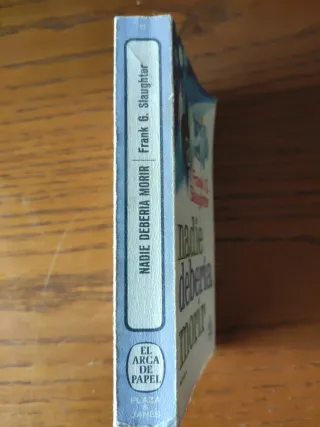 NADIE DEBERIA MORIR | Frank G. Slaughter
EL
ARCA
DE
PAPEL
PLAZA
&
JANES
nadie
debería
morir